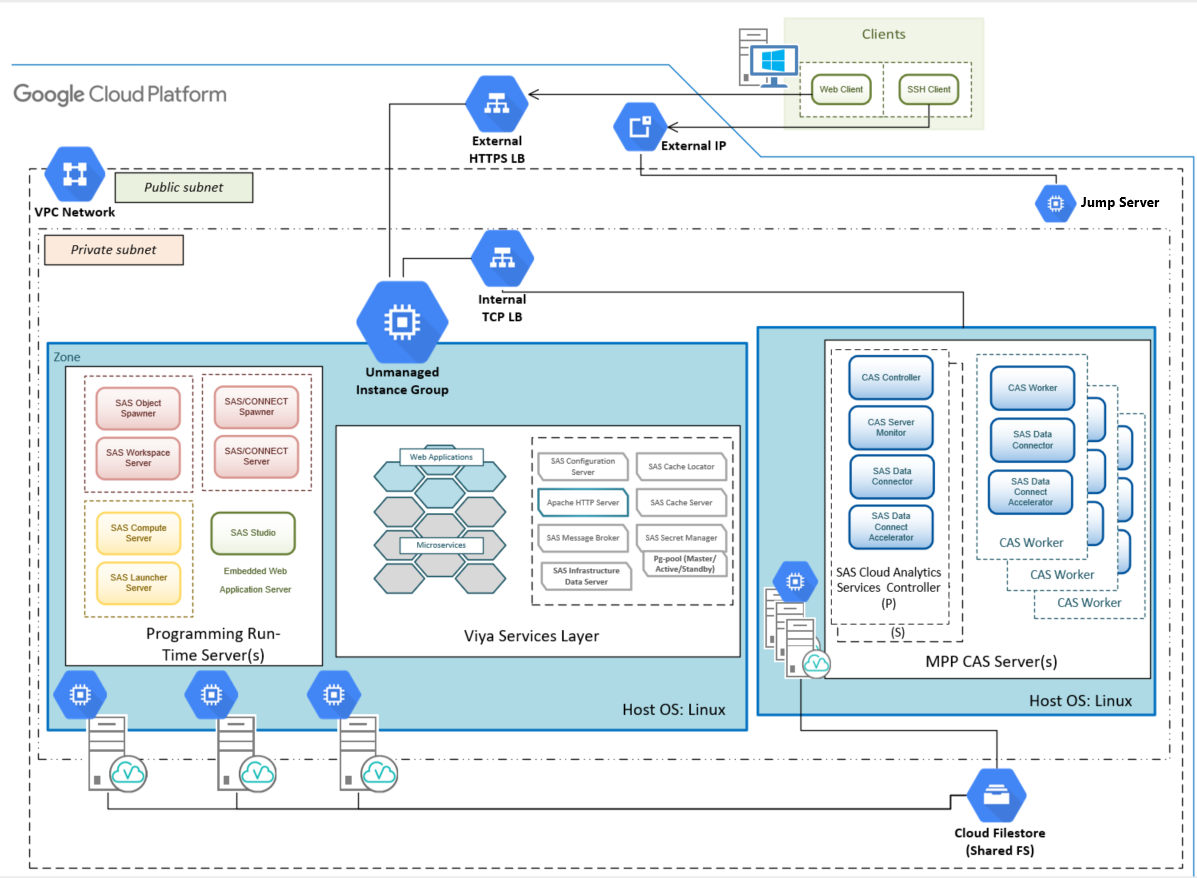 Clients
Web Client
SSH Client
Google Cloud Platform
External
HTTPS LB
External IP
VPC Network
Public subnet
Jump Server
Private subnet
Internal
TCP LB
Unmanaged
Instance Group
Zone
SAS Object
Spawner
SAS/CONNECT
Spawner
SAS Workspace
Server
SAS/CONNECT
Server
SAS Compute
Server
SAS Studio
SAS Launcher
Server
Embedded Web
Application Server
Programming Run-
Time Server(s)
Web Applications
Microservices
SAS Configuration
Server
SAS Cache Locator
Apache HTTP Server
SAS Cache Server
SAS Message Broker
SAS Secret Manager
SAS Infrastructure
Data Server
Pg-pool (Master/
Active/Standby)
Viya Services Layer
Host OS: Linux
CAS Controller
CAS Server
Monitor
SAS Data
Connector
SAS Data
Connect
Accelerator
SAS Cloud Analytics
Services Controller
(P)
(S)
CAS Worker
SAS Data
Connector
SAS Data
Connect
Accelerator
CAS Worker
CAS Worker
CAS Worker
MPP CAS Server(s)
Host OS: Linux
Cloud Filestore
(Shared FS)